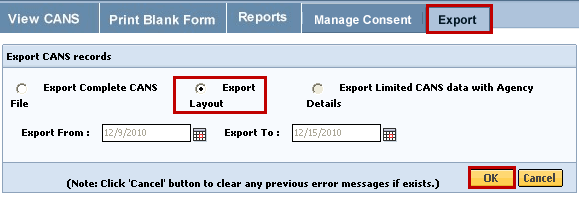 View CANS Print Blank Form Reports Manage Consent Export
Export CANS records
Export Complete CANS File Export Layout Export Limited CANS data with Agency Details
Export From : 12/9/2010 Export To : 12/15/2010
OK Cancel
(Note: Click 'Cancel' button to clear any previous error messages if exists.)